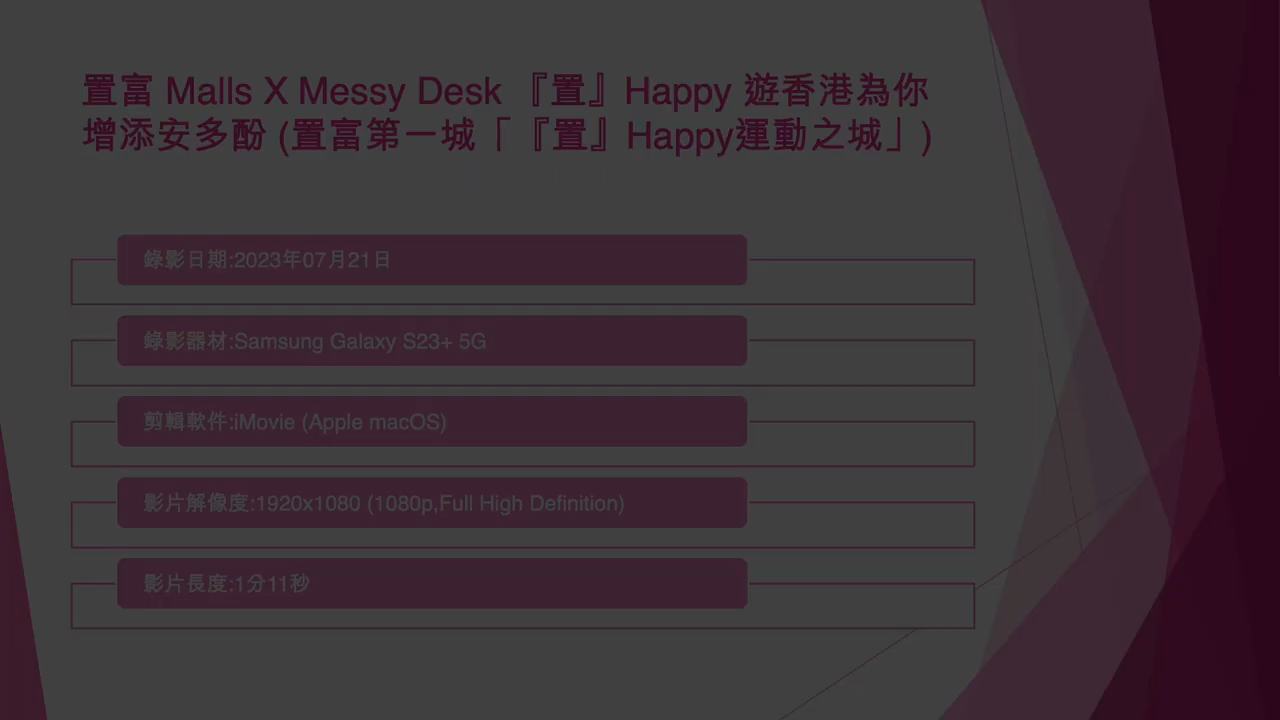 置富 Malls X Messy Desk 『置』Happy 遊香港為你
增添安多酚 (置富第一城「『置』Happy運動之城」)
錄影日期:2023年07月21日
錄影器材:Samsung Galaxy S23+ 5G
剪輯軟件:iMovie (Apple macOS)
影片解像度:1920x1080 (1080p,Full High Definition)
影片長度:1分11秒